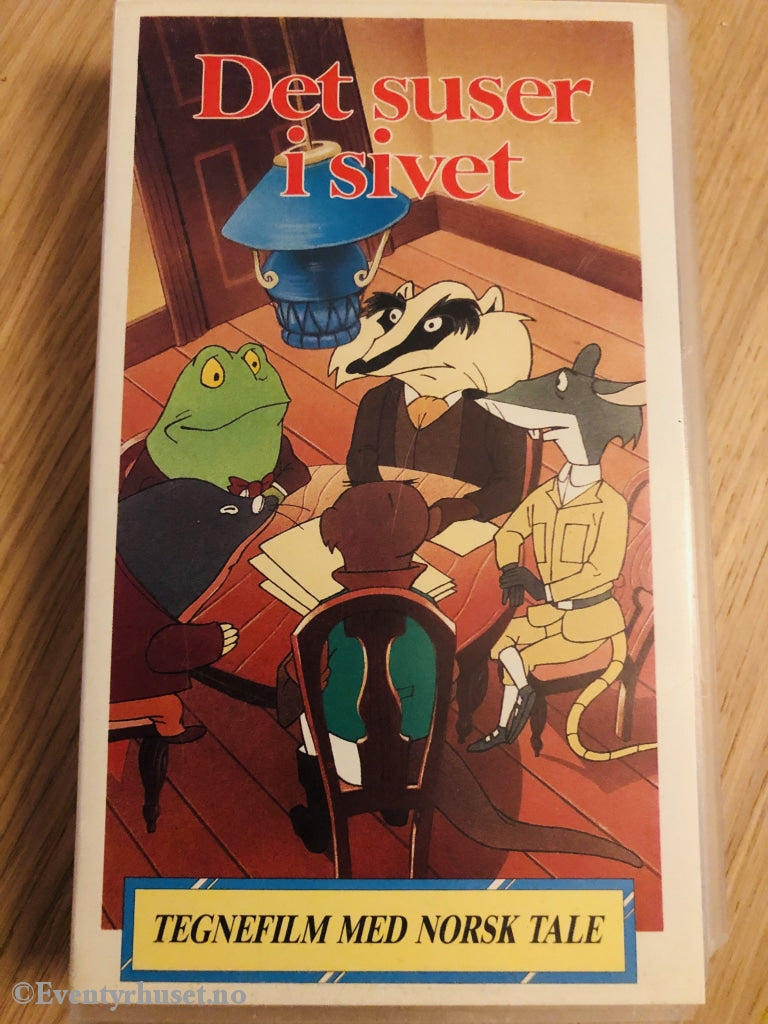 Det suser
i sivet
TEGNEFILM MED NORSK TALE
©Eventyrhuset.no